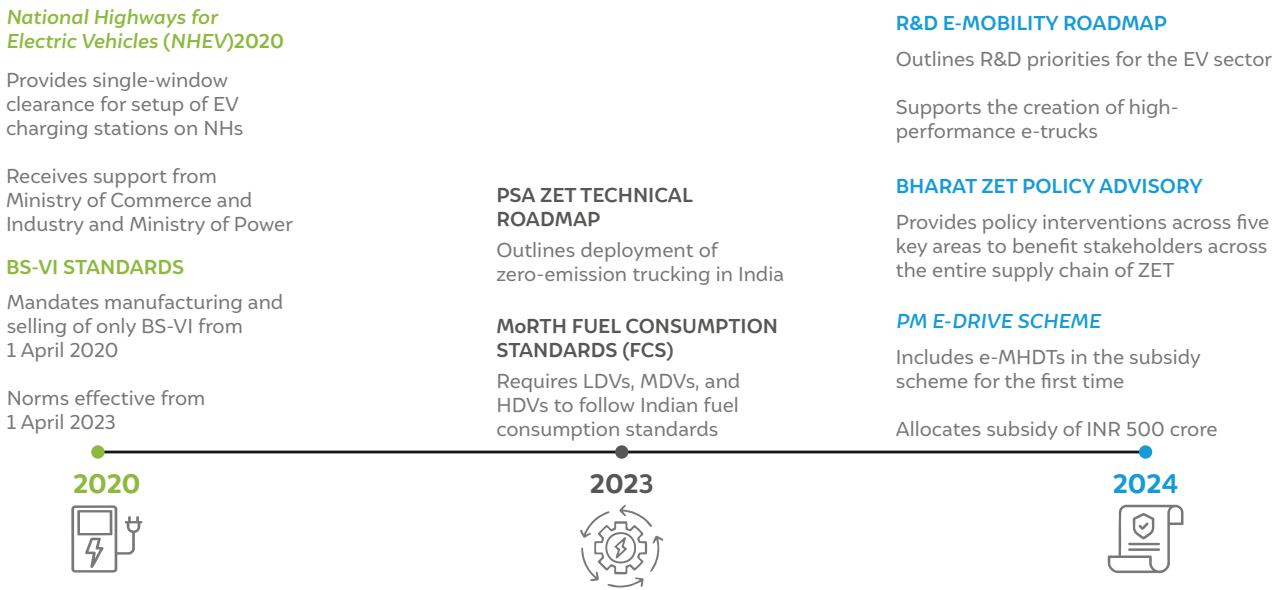 National Highways for
Electric Vehicles (NHEV)2020
Provides single-window
clearance for setup of EV
charging stations on NHs
Receives support from
Ministry of Commerce and
Industry and Ministry of Power
BS-VI STANDARDS
Mandates manufacturing and
selling of only BS-VI from
1 April 2020
Norms effective from
1 April 2023
2020
PSA ZET TECHNICAL
ROADMAP
Outlines deployment of
zero-emission trucking in India
MoRTH FUEL CONSUMPTION
STANDARDS (FCS)
Requires LDVs, MDVs, and
HDVs to follow Indian fuel
consumption standards
2023
R&D E-MOBILITY ROADMAP
Outlines R&D priorities for the EV sector
Supports the creation of high-
performance e-trucks
BHARAT ZET POLICY ADVISORY
Provides policy interventions across five
key areas to benefit stakeholders across
the entire supply chain of ZET
PM E-DRIVE SCHEME
Includes e-MHDTs in the subsidy
scheme for the first time
Allocates subsidy of INR 500 crore
2024